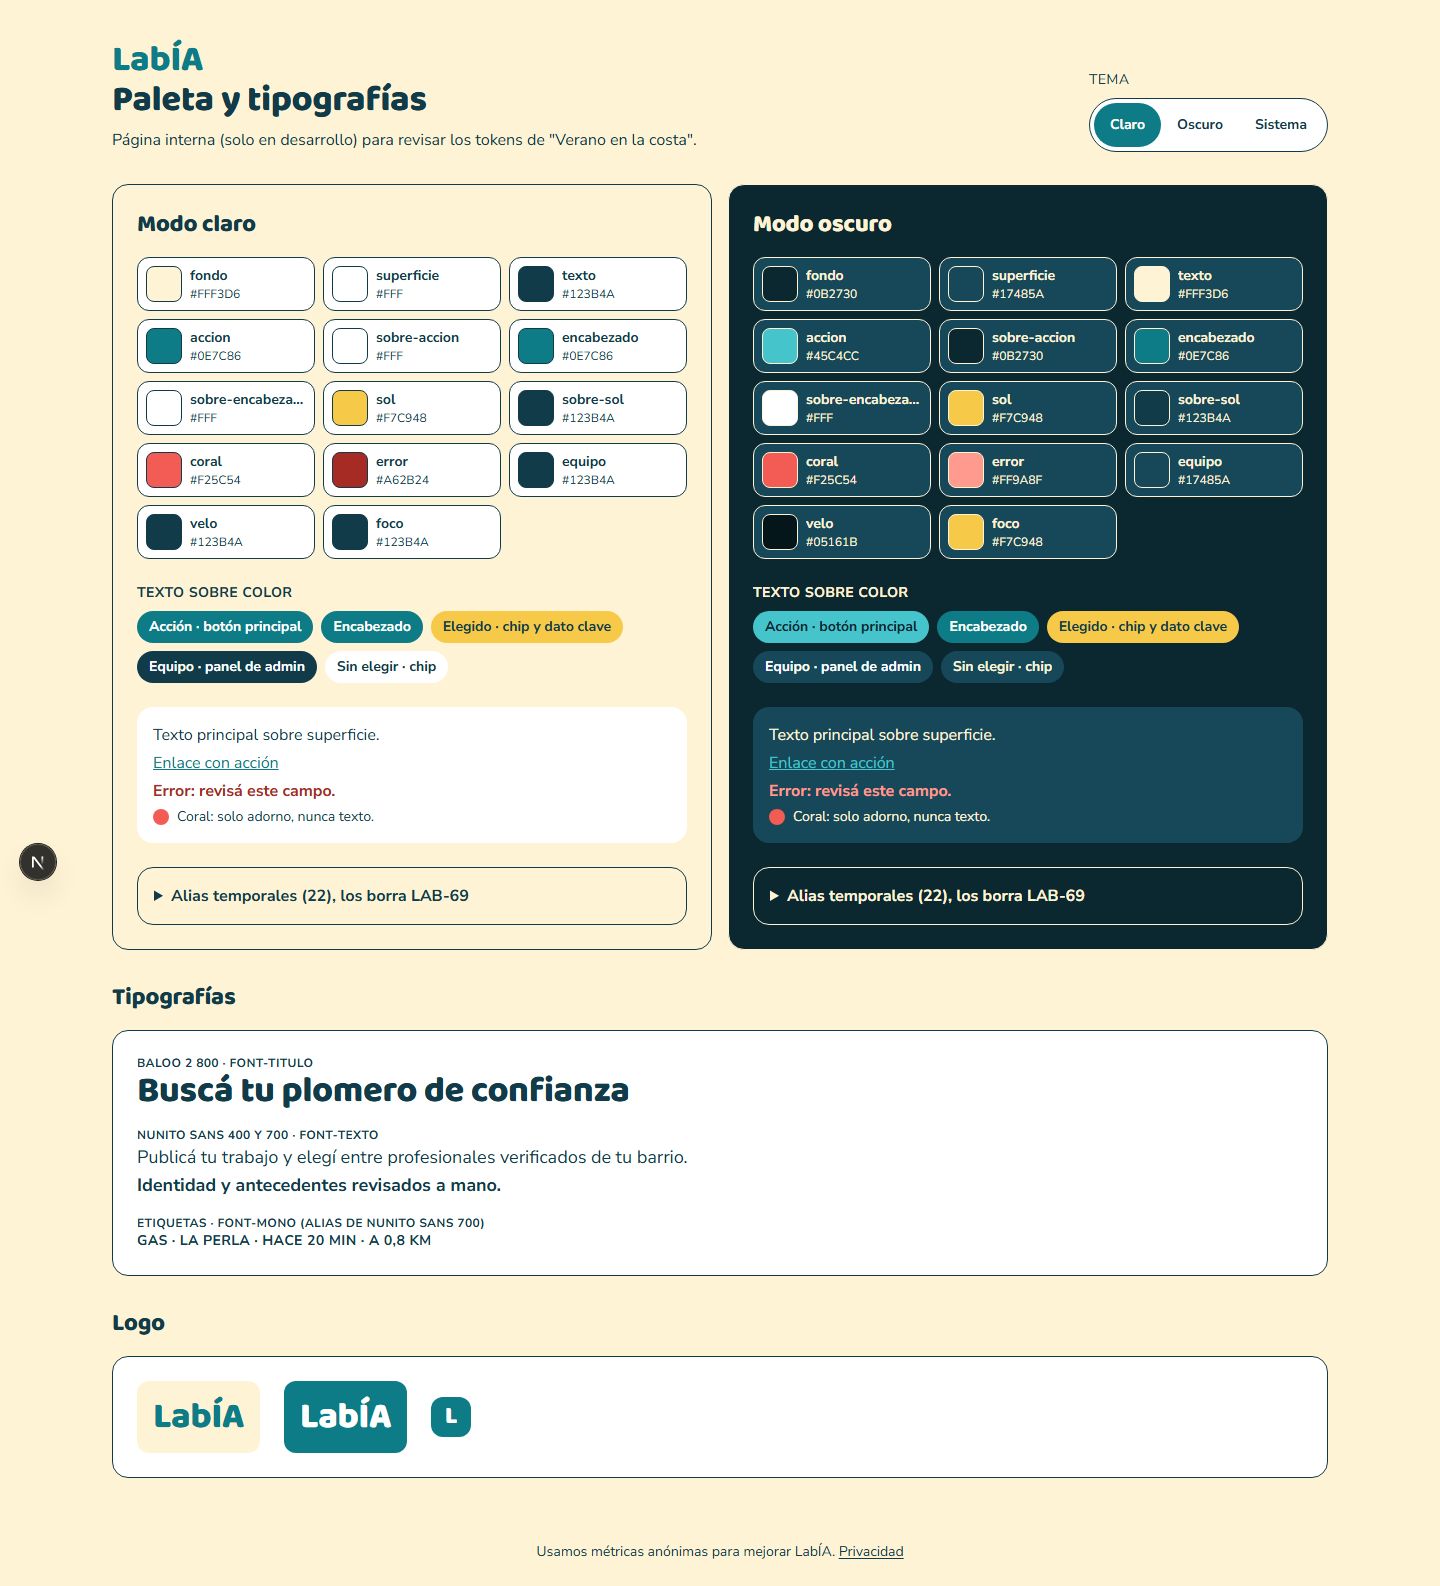 LabÍA
Paleta y tipografías
Página interna (solo en desarrollo) para revisar los tokens de "Verano en la costa".
TEMA
Claro Oscuro Sistema
Modo claro
fondo
#FFF3D6
superficie
#FFF
texto
#123B4A
accion
#0E7C86
sobre-accion
#FFF
encabezado
#0E7C86
sobre-encabeza...
#FFF
sol
#F7C948
sobre-sol
#123B4A
coral
#F25C54
error
#A62B24
equipo
#123B4A
velo
#123B4A
foco
#123B4A
TEXTO SOBRE COLOR
Acción · botón principal
Encabezado
Elegido · chip y dato clave
Equipo · panel de admin
Sin elegir · chip
Texto principal sobre superficie.
Enlace con acción
Error: revisá este campo.
Coral: solo adorno, nunca texto.
Alias temporales (22), los borra LAB-69
Modo oscuro
fondo
#0B2730
superficie
#17485A
texto
#FFF3D6
accion
#45C4CC
sobre-accion
#0B2730
encabezado
#0E7C86
sobre-encabeza...
#FFF
sol
#F7C948
sobre-sol
#123B4A
coral
#F25C54
error
#FF9A8F
equipo
#17485A
velo
#05161B
foco
#F7C948
TEXTO SOBRE COLOR
Acción · botón principal
Encabezado
Elegido · chip y dato clave
Equipo · panel de admin
Sin elegir · chip
Texto principal sobre superficie.
Enlace con acción
Error: revisá este campo.
Coral: solo adorno, nunca texto.
Alias temporales (22), los borra LAB-69
N
Tipografías
BALOO 2 800 · FONT-TITULO
Buscá tu plomero de confianza
NUNITO SANS 400 Y 700 · FONT-TEXTO
Publicá tu trabajo y elegí entre profesionales verificados de tu barrio.
Identidad y antecedentes revisados a mano.
ETIQUETAS · FONT-MONO (ALIAS DE NUNITO SANS 700)
GAS · LA PERLA · HACE 20 MIN · A 0,8 KM
Logo
LabÍA
LabÍA
L
Usamos métricas anónimas para mejorar LabÍA. Privacidad